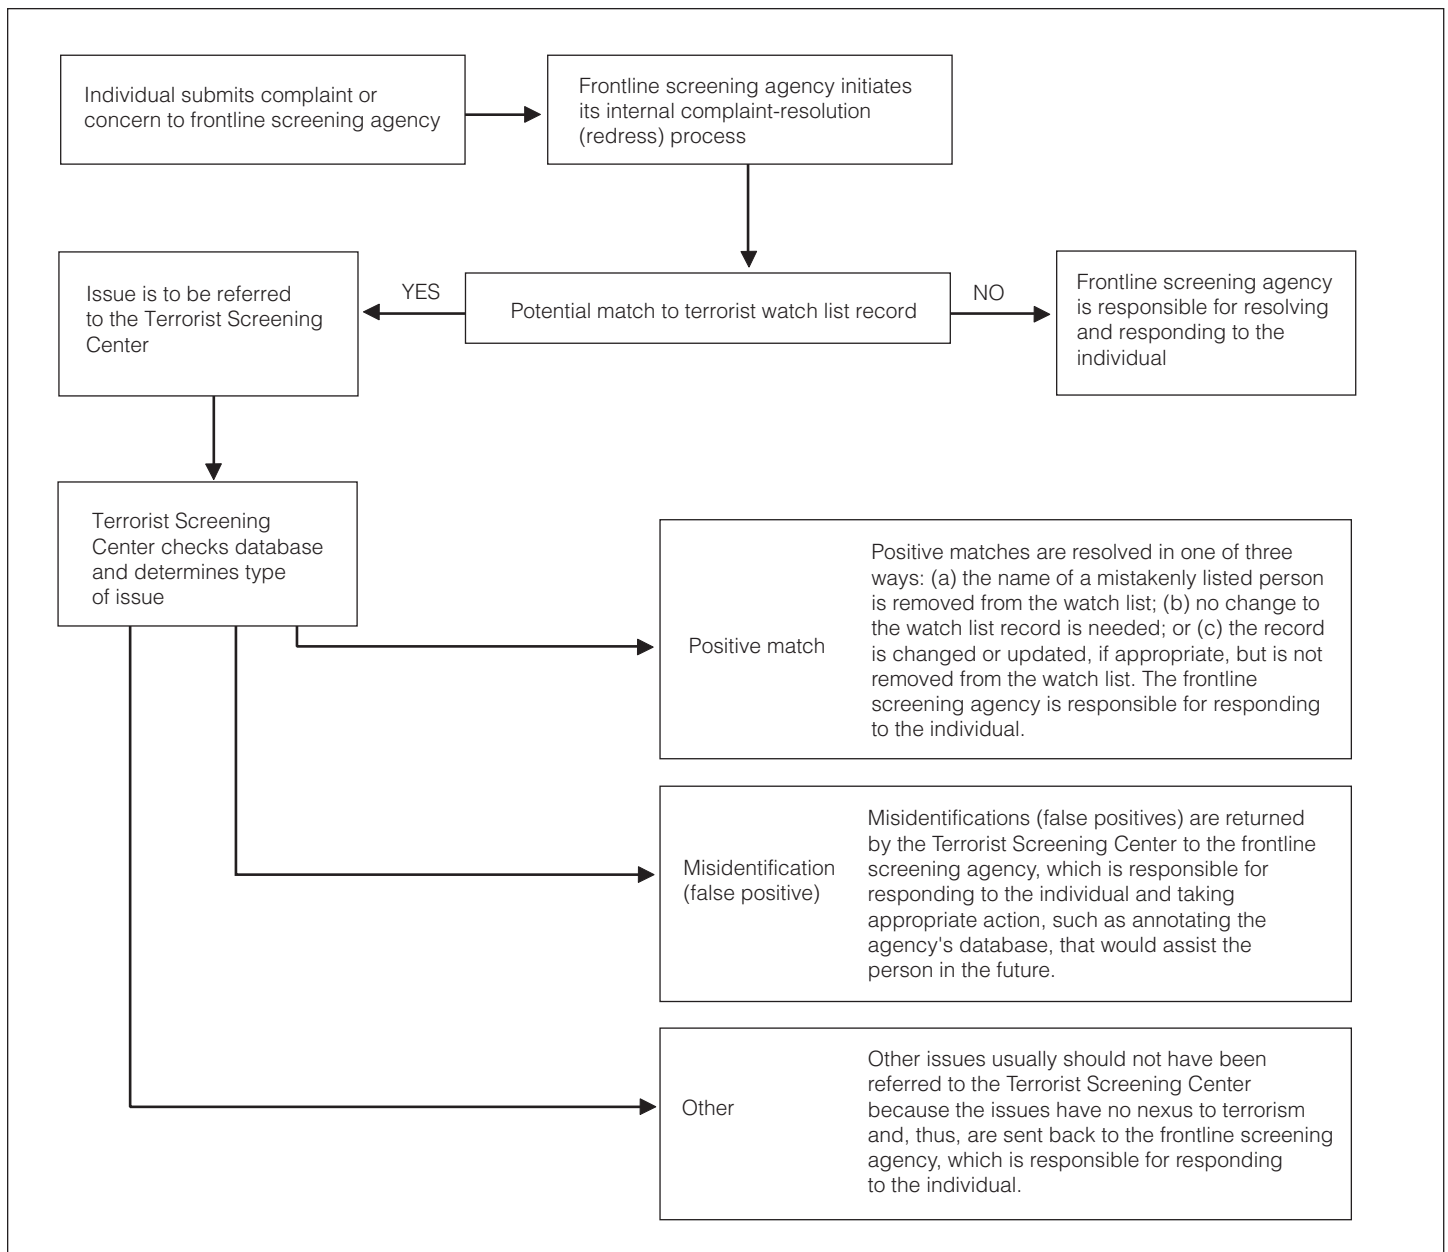 Individual submits complaint or
concern to frontline screening agency
Frontline screening agency initiates
its internal complaint-resolution
(redress) process
Issue is to be referred
to the Terrorist Screening
Center
YES
Potential match to terrorist watch list record
NO
Frontline screening agency
is responsible for resolving
and responding to the
individual
Terrorist Screening
Center checks database
and determines type
of issue
Positive match
Positive matches are resolved in one of three
ways: (a) the name of a mistakenly listed person
is removed from the watch list; (b) no change to
the watch list record is needed; or (c) the record
is changed or updated, if appropriate, but is not
removed from the watch list. The frontline
screening agency is responsible for responding
to the individual.
Misidentification
(false positive)
Misidentifications (false positives) are returned
by the Terrorist Screening Center to the frontline
screening agency, which is responsible for
responding to the individual and taking
appropriate action, such as annotating the
agency's database, that would assist the
person in the future.
Other
Other issues usually should not have been
referred to the Terrorist Screening Center
because the issues have no nexus to terrorism
and, thus, are sent back to the frontline screening
agency, which is responsible for responding
to the individual.